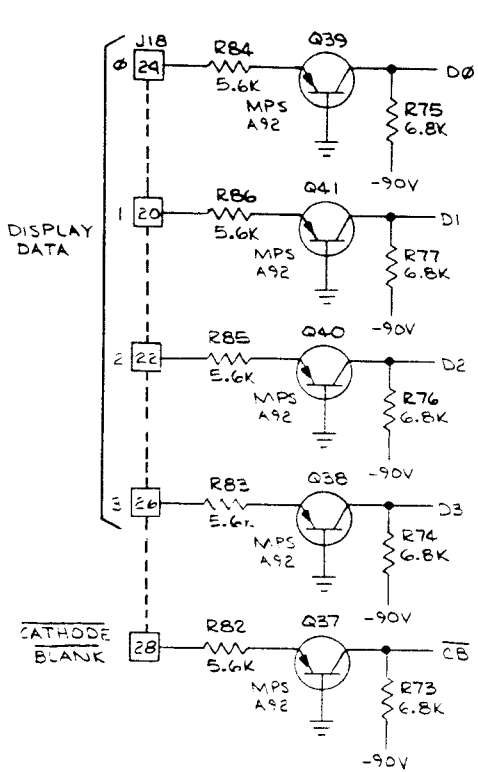 J18
R84
Q39
Ø
24
DØ
5.6K
MPS
A92
R75
6.8K
-90V
R86
Q41
1
20
D1
DISPLAY
DATA
5.6K
MPS
A92
R77
6.8K
-90V
R85
Q40
2
22
D2
5.6K
MPS
A92
R76
6.8K
-90V
R83
Q38
3
26
D3
5.6K
MPS
A92
R74
6.8K
-90V
R82
Q37
CATHODE
BLANK
28
CB
5.6K
MPS
A92
R73
6.8K
-90V